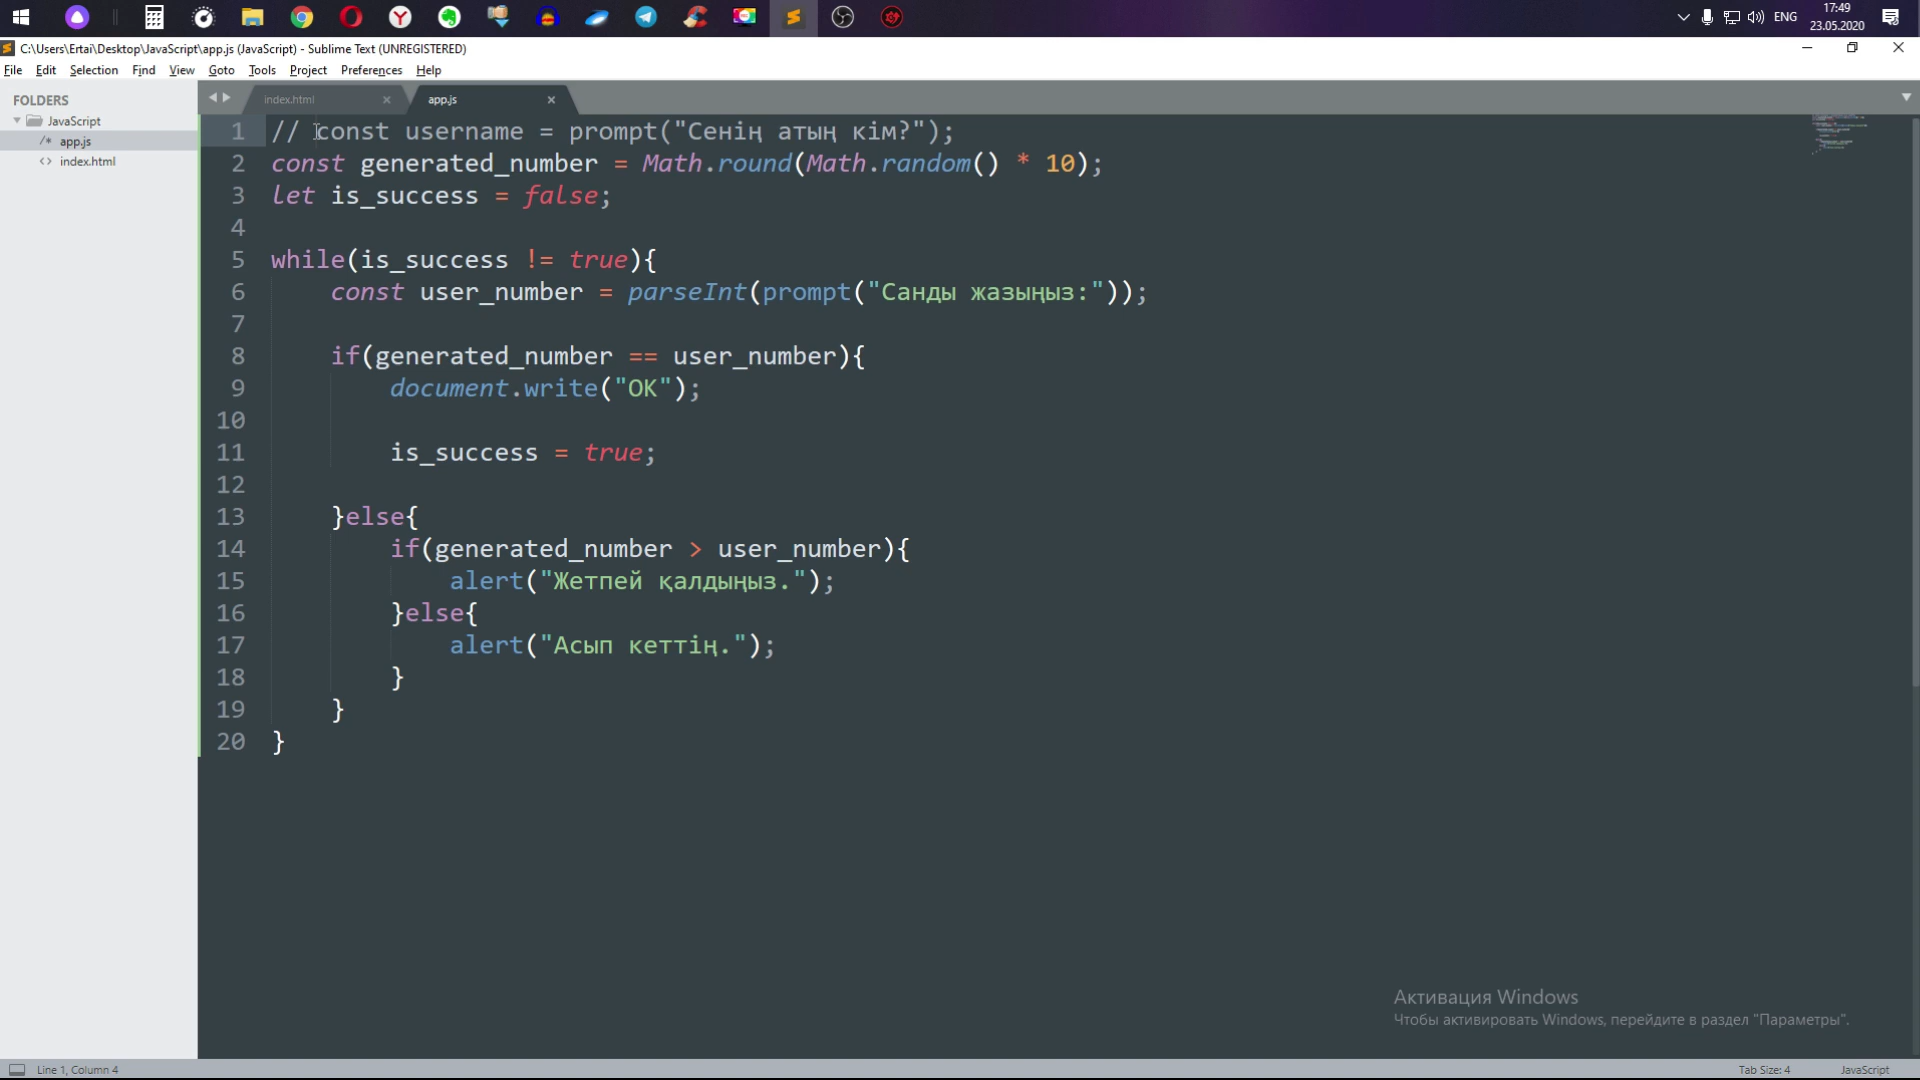 17:49
ENG
23.05.2020
C:\Users\Ertai\Desktop\JavaScript\app.js (JavaScript) - Sublime Text (UNREGISTERED)
File Edit Selection Find View Goto Tools Project Preferences Help
FOLDERS
JavaScript
/* app.js
<> index.html
index.html × app.js ×
1 // const username = prompt("Сенің атың кім?");
2 const generated_number = Math.round(Math.random() * 10);
3 let is_success = false;
4
5 while(is_success != true){
6 const user_number = parseInt(prompt("Санды жазыңыз:"));
7
8 if(generated_number == user_number){
9 document.write("OK");
10
11 is_success = true;
12
13 }else{
14 if(generated_number > user_number){
15 alert("Жетпей қалдыңыз.");
16 }else{
17 alert("Асып кеттің.");
18 }
19 }
20 }
Активация Windows
Чтобы активировать Windows, перейдите в раздел "Параметры".
Line 1, Column 4
Tab Size: 4 JavaScript